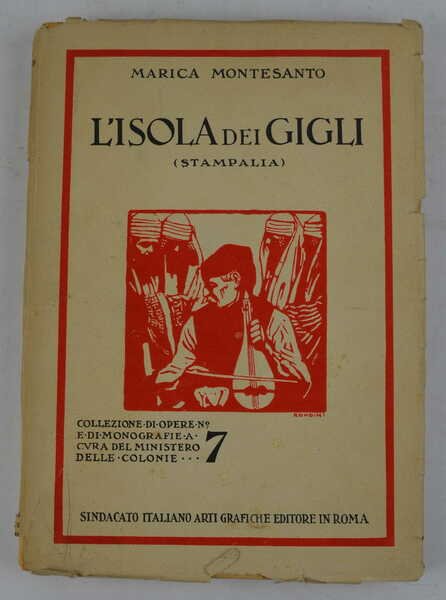 MARICA MONTESANTO
L'ISOLA DEI GIGLI
(STAMPALIA)
RONDINI
COLLEZIONE·DI·OPERE·Nº
E·DI·MONOGRAFIE·A· 7
CVRA DEL MINISTERO
DELLE·COLONIE···
SINDACATO ITALIANO ARTI GRAFICHE EDITORE IN ROMA